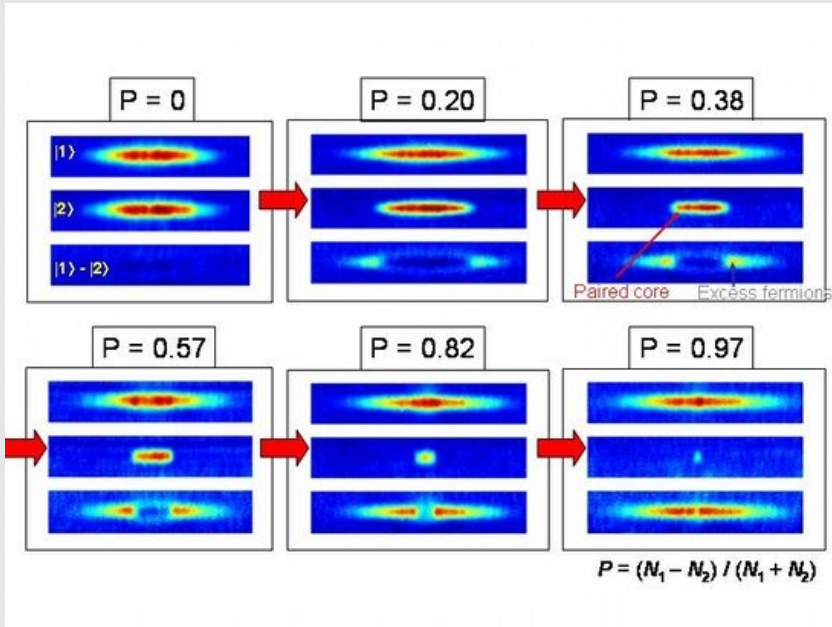 P = 0
P = 0.20
P = 0.38
|1⟩
|2⟩
|1⟩ - |2⟩
Paired core
Excess fermions
P = 0.57
P = 0.82
P = 0.97
P = (N₁ – N₂) / (N₁ + N₂)